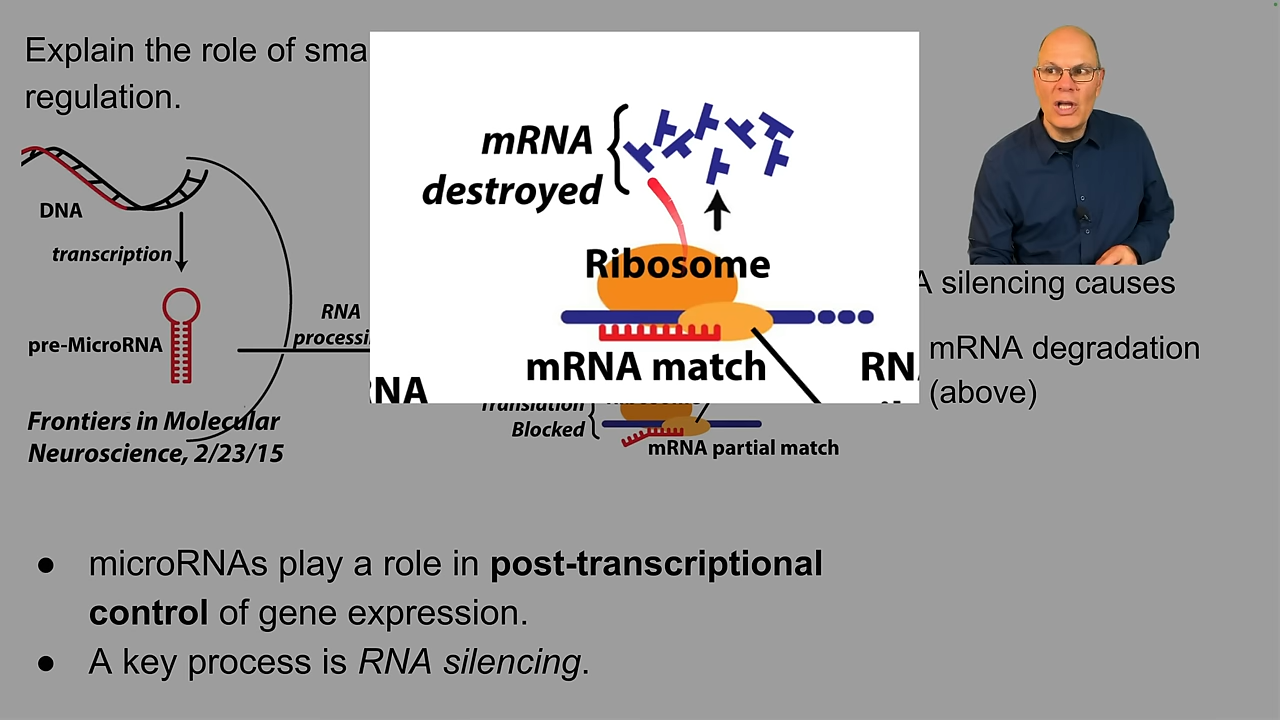 Explain the role of sma
regulation.
mRNA
destroyed
Ribosome
mRNA match
RN
RNA
DNA
transcription
pre-MicroRNA
RNA
processi
Frontiers in Molecular
Neuroscience, 2/23/15
Translation
Blocked
Ribosome
mRNA partial match
A silencing causes
mRNA degradation
(above)
● microRNAs play a role in post-transcriptional
control of gene expression.
● A key process is RNA silencing.